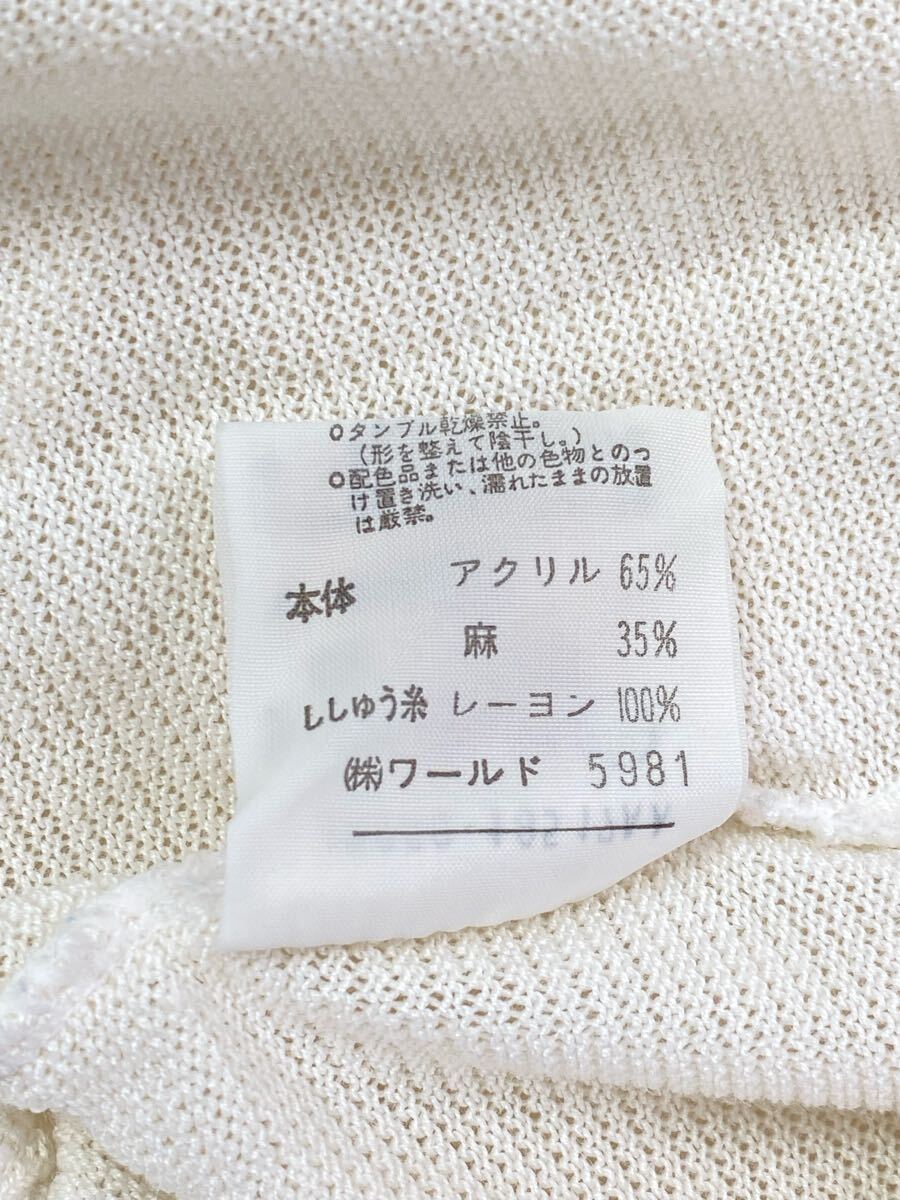 ○タンブル乾燥禁止。
(形を整えて陰干し。)
○配色品または他の色物とのつ
け置き洗い、濡れたままの放置
は厳禁。
本体 アクリル 65%
麻 35%
ししゅう糸 レーヨン 100%
(株)ワールド 5981